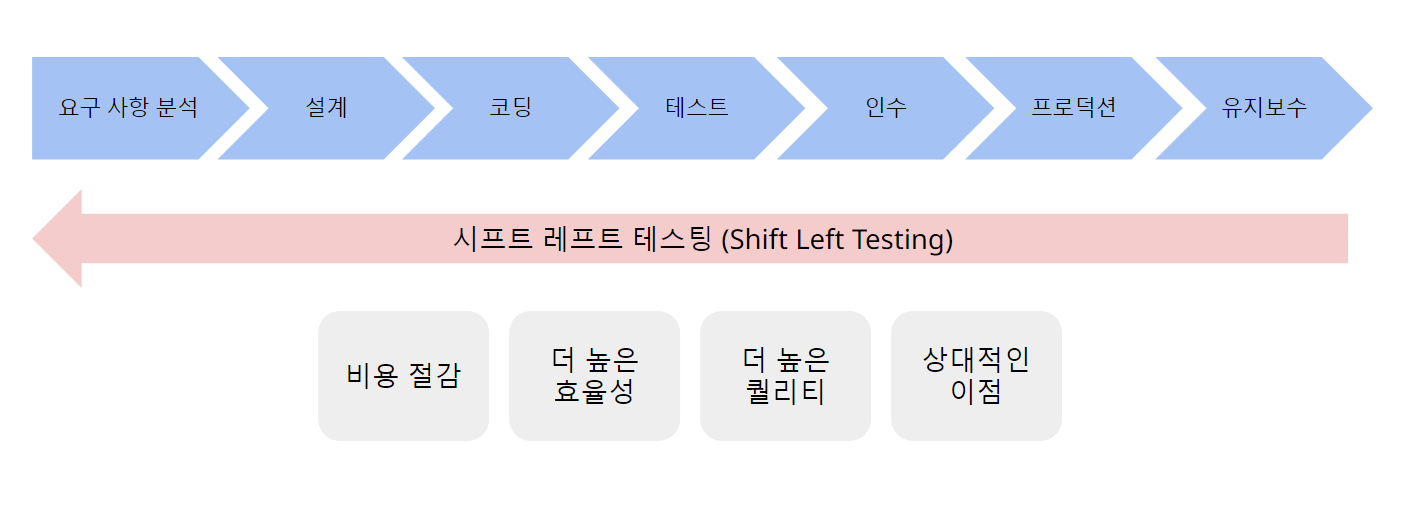 요구 사항 분석
설계
코딩
테스트
인수
프로덕션
유지보수
시프트 레프트 테스팅 (Shift Left Testing)
비용 절감
더 높은
효율성
더 높은
퀄리티
상대적인
이점